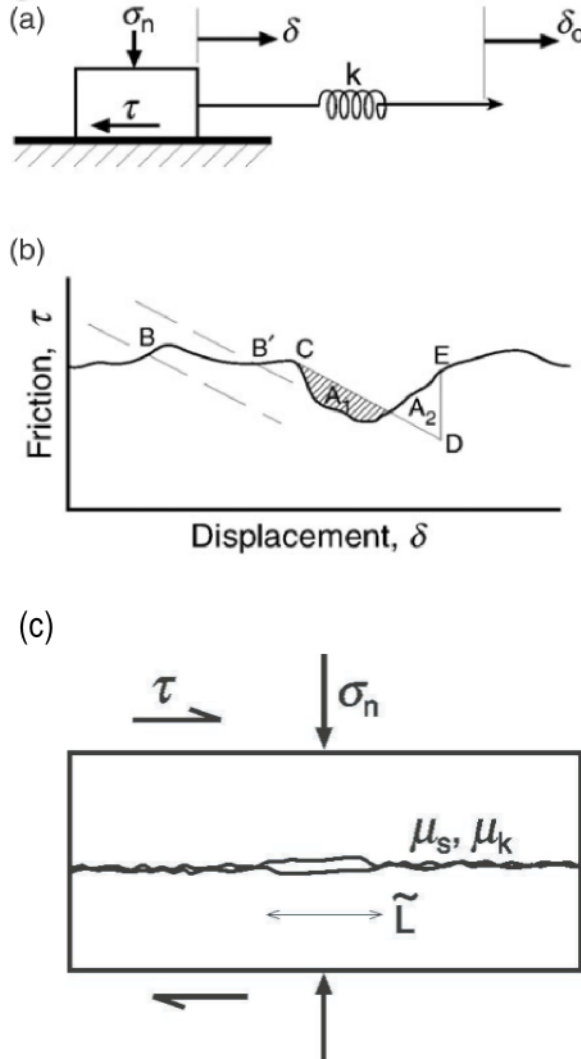 (a)
σn
δ
δo
k
τ
(b)
Friction, τ
B
B′
C
E
A1
A2
D
Displacement, δ
(c)
τ
σn
μs, μk
L̃